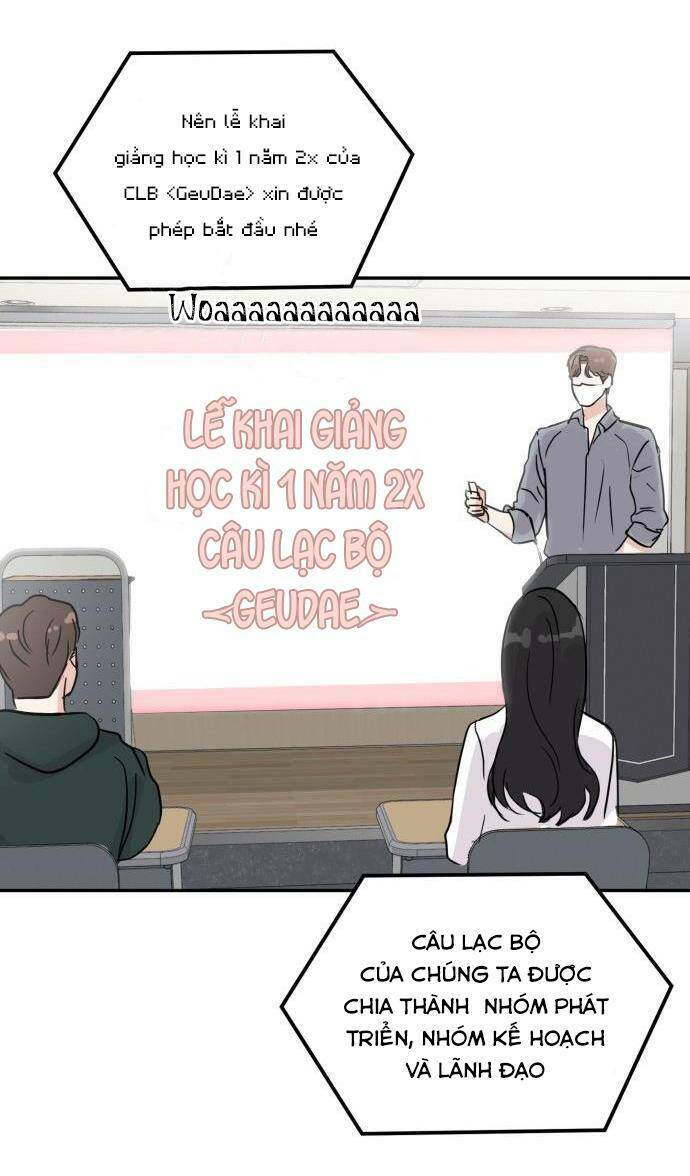 Nên lễ khai
giảng học kì 1 năm 2x của
CLB <GeuDae> xin được
phép bắt đầu nhé
Woaaaaaaaaaaaaa
LỄ KHAI GIẢNG
HỌC KÌ 1 NĂM 2X
CÂU LẠC BỘ
<GEUDAE>
CÂU LẠC BỘ
CỦA CHÚNG TA ĐƯỢC
CHIA THÀNH NHÓM PHÁT
TRIỂN, NHÓM KẾ HOẠCH
VÀ LÃNH ĐẠO